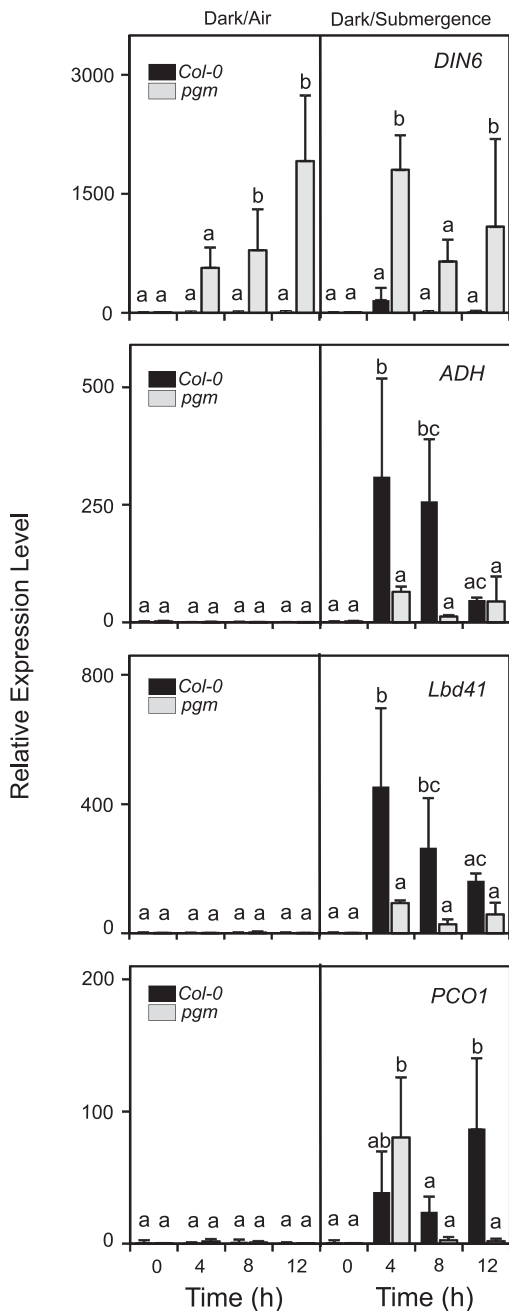 Dark/Air Dark/Submergence
3000
1500
0
Col-0
pgm
DIN6
a a a a a b a b
a a a b a a a b
500
250
0
Col-0
pgm
ADH
a a a a a a a a
a a b a bc a ac a
800
400
0
Col-0
pgm
Lbd41
a a a a a a a a
a a b a bc a ac a
200
100
0
Col-0
pgm
PCO1
a a a a a a a a
a a ab b a a b a
0 4 8 12 0 4 8 12
Time (h) Time (h)
Relative Expression Level